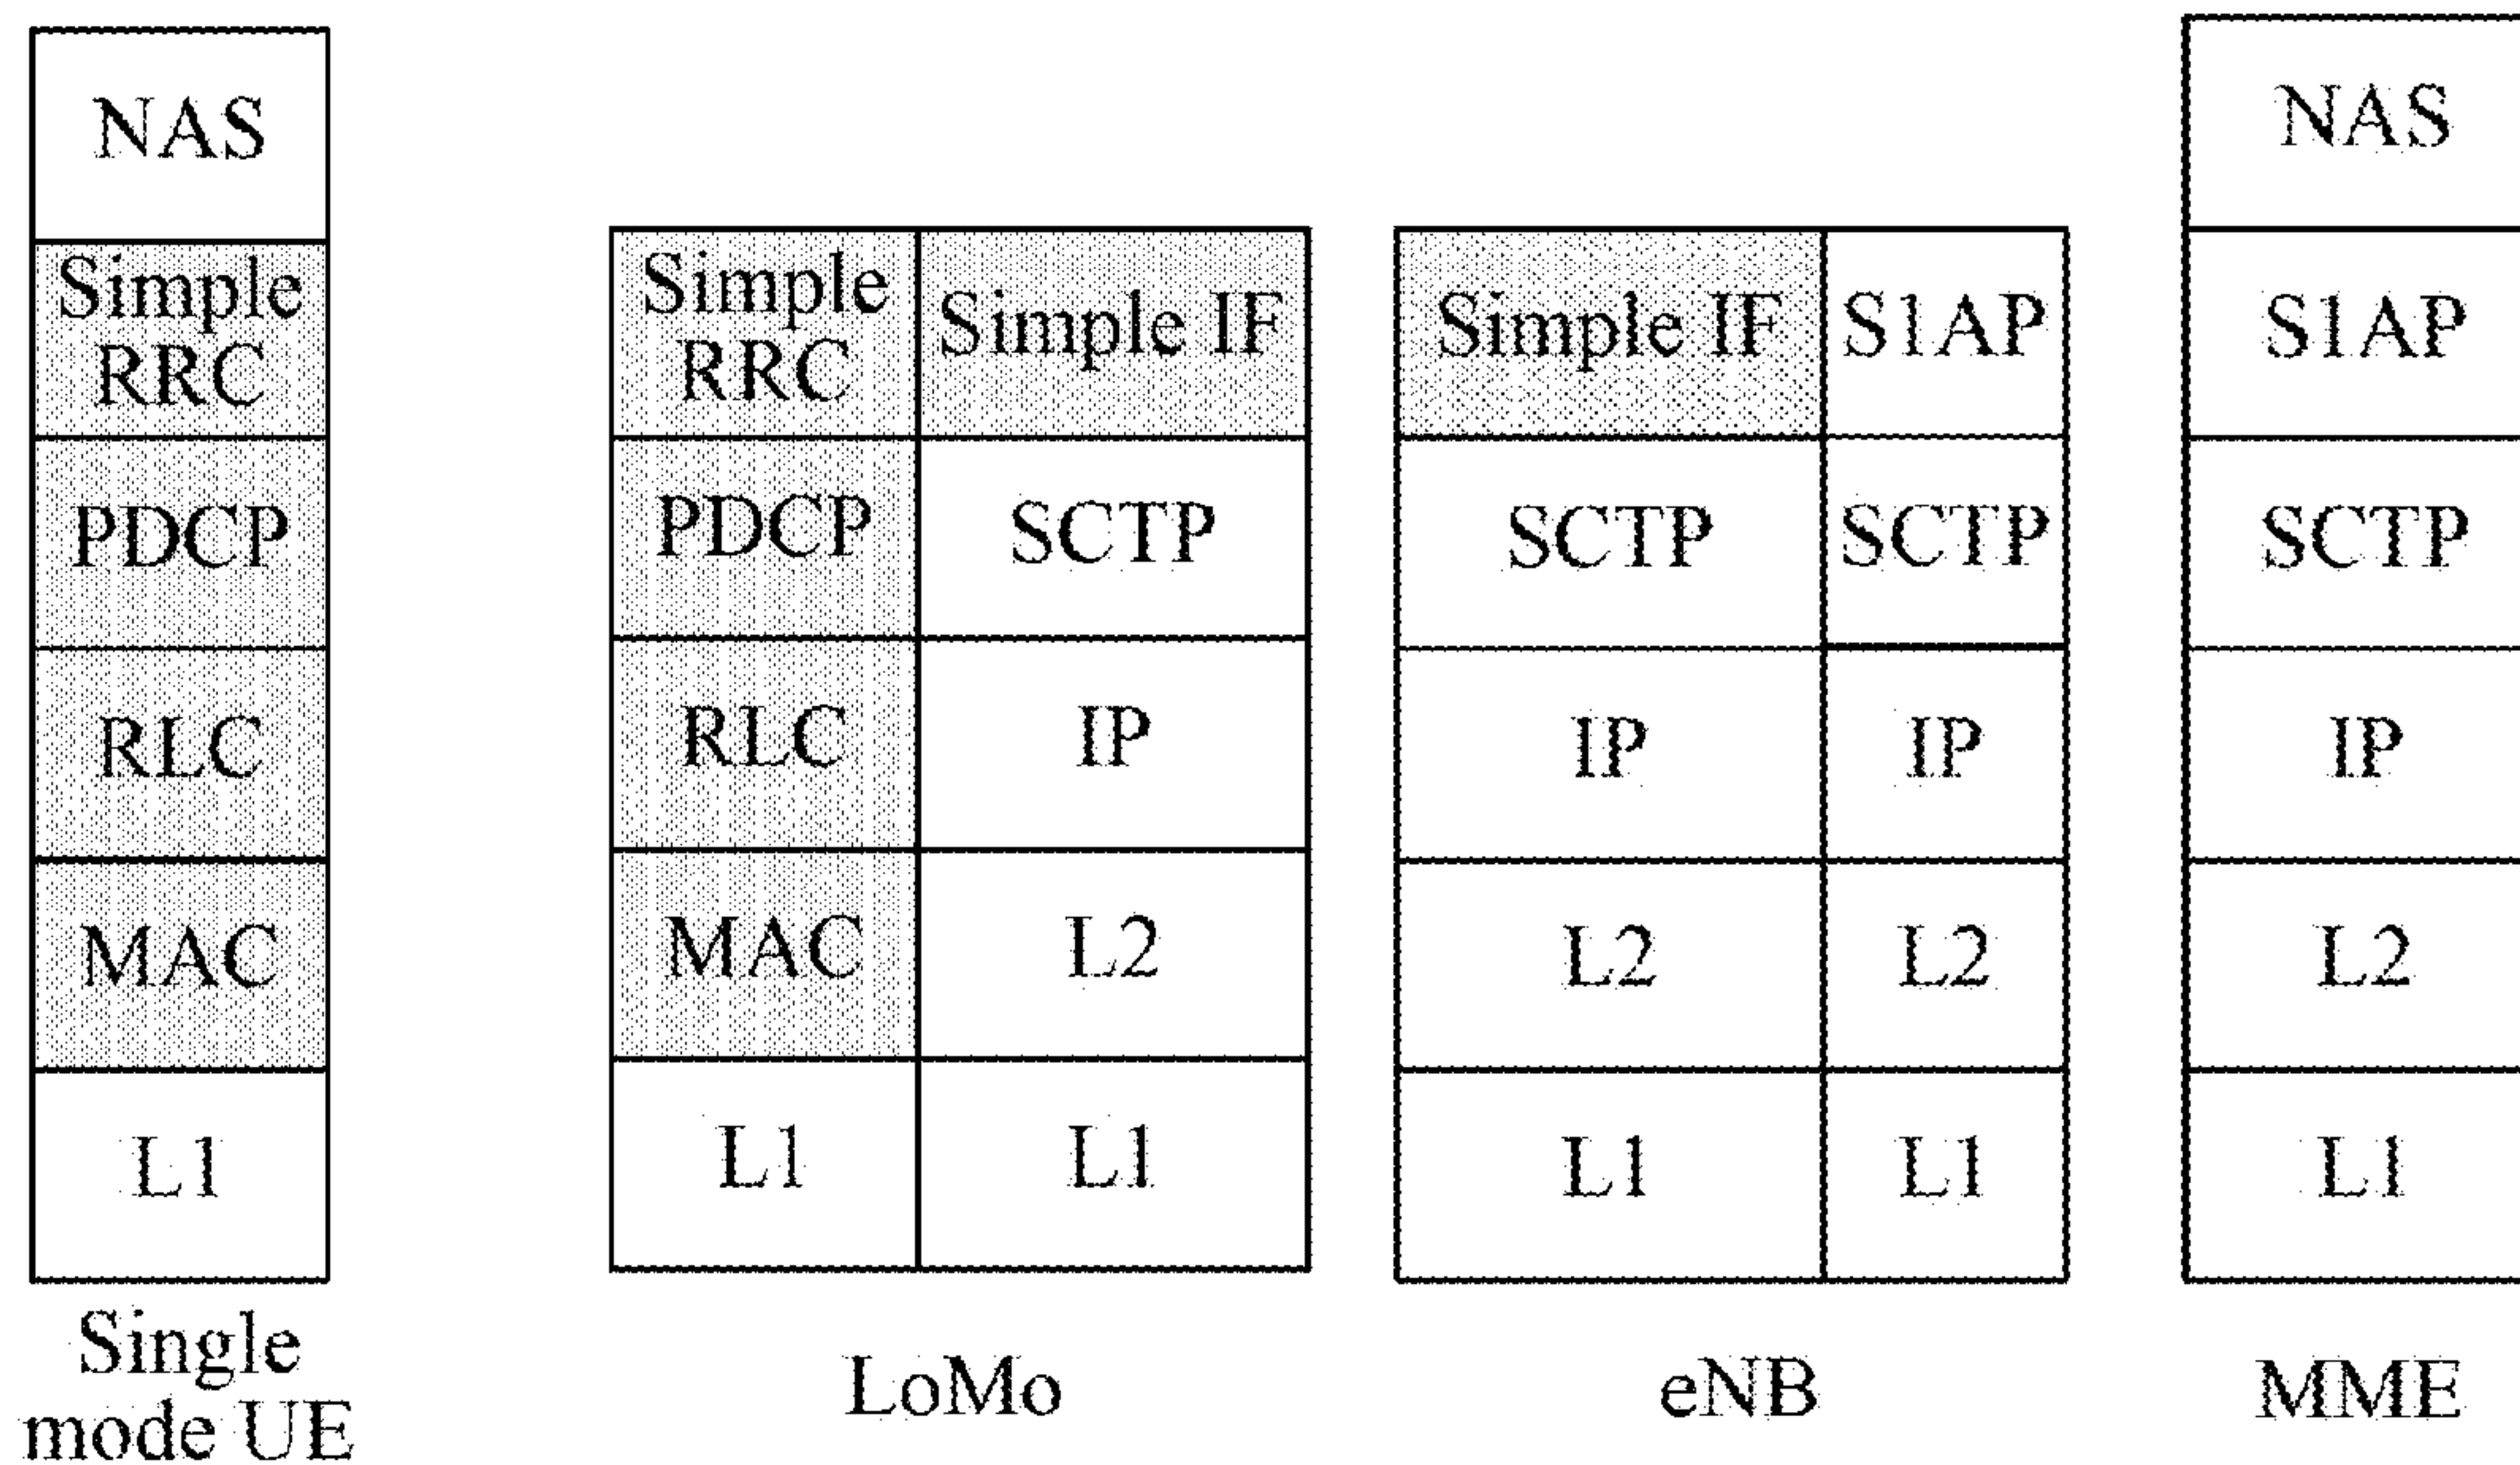 NAS
Simple
RRC
PDCP
RLC
MAC
L1
Single
mode UE
Simple
RRC
Simple IF
PDCP
SCTP
RLC
IP
MAC
L2
L1
L1
LoMo
Simple IF
S1AP
SCTP
SCTP
IP
IP
L2
L2
L1
L1
eNB
NAS
S1AP
SCTP
IP
L2
L1
MME